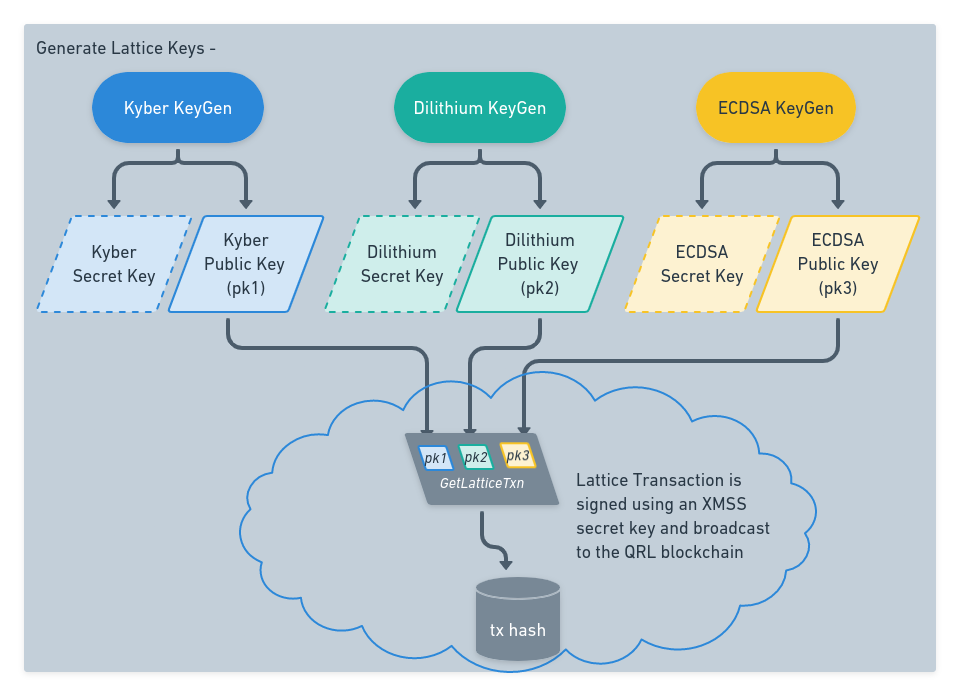 Generate Lattice Keys -
Kyber KeyGen
Dilithium KeyGen
ECDSA KeyGen
Kyber
Secret Key
Kyber
Public Key
(pk1)
Dilithium
Secret Key
Dilithium
Public Key
(pk2)
ECDSA
Secret Key
ECDSA
Public Key
(pk3)
pk1
pk2
pk3
GetLatticeTxn
Lattice Transaction is
signed using an XMSS
secret key and broadcast
to the QRL blockchain
tx hash